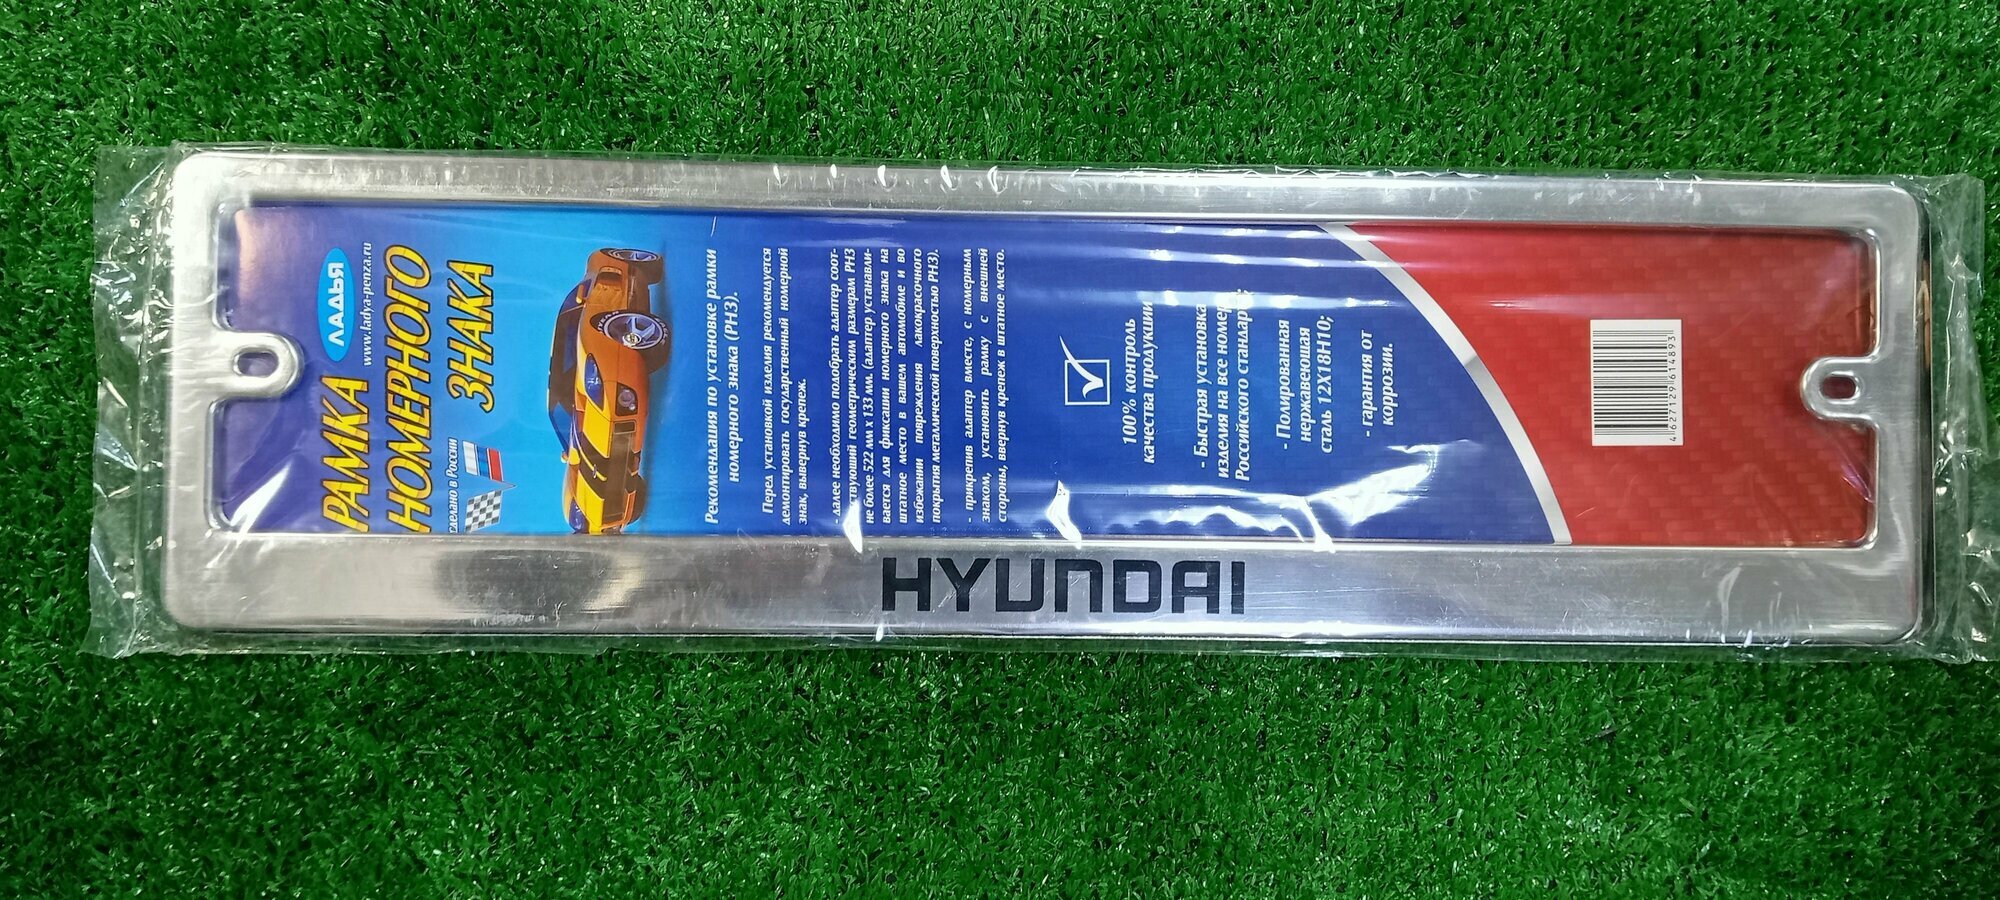 ЛАДЬЯ
www.ladya-penza.ru
РАМКА
НОМЕРНОГО
ЗНАКА
сделано в России
Рекомендация по установке рамки
номерного знака (РНЗ).
Перед установкой изделия рекомендуется
демонтировать государственный номерной
знак, вывернув крепеж.
- далее необходимо подобрать адаптер соот-
ствующий геометрическим размерам РНЗ
не более 522 мм х 133 мм. (адаптер устанавли-
вается для фиксации номерного знака на
штатное место в вашем автомобиле и во
избежании повреждения лакокрасочного
покрытия металлической поверхностью РНЗ).
- прикрепив адаптер вместе, с номерным
знаком, установить рамку с внешней
стороны, ввернув крепеж в штатное место.
100% контроль
качества продукции
- Быстрая установка
изделия на все номера
Российского стандарта;
- Полированная
нержавеющая
сталь 12Х18Н10;
- гарантия от
коррозии.
4627129614893
HYUNDAI